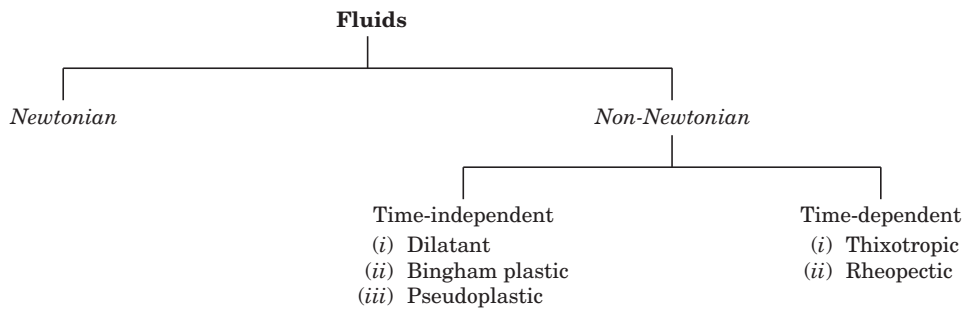 Fluids
Newtonian
Non-Newtonian
Time-independent
(i) Dilatant
(ii) Bingham plastic
(iii) Pseudoplastic
Time-dependent
(i) Thixotropic
(ii) Rheopectic